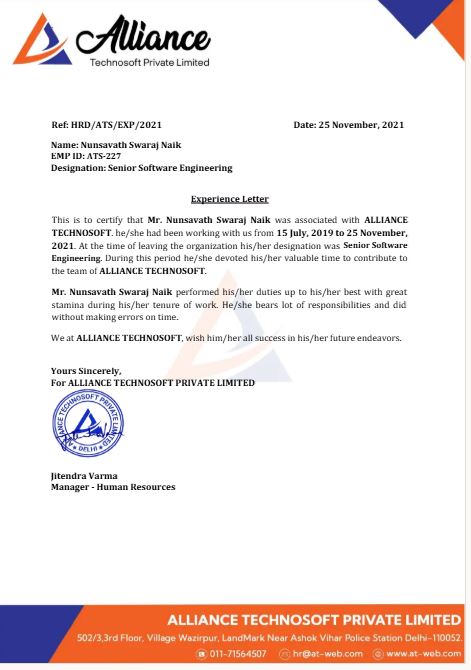 Alliance
Technosoft Private Limited
Ref: HRD/ATS/EXP/2021 Date: 25 November, 2021
Name: Nunsavath Swaraj Naik
EMP ID: ATS-227
Designation: Senior Software Engineering
Experience Letter
This is to certify that Mr. Nunsavath Swaraj Naik was associated with ALLIANCE
TECHNOSOFT. he/she had been working with us from 15 July, 2019 to 25 November,
2021. At the time of leaving the organization his/her designation was Senior Software
Engineering. During this period he/she devoted his/her valuable time to contribute to
the team of ALLIANCE TECHNOSOFT.
Mr. Nunsavath Swaraj Naik performed his/her duties up to his/her best with great
stamina during his/her tenure of work. He/she bears lot of responsibilities and did
without making errors on time.
We at ALLIANCE TECHNOSOFT, wish him/her all success in his/her future endeavors.
Yours Sincerely,
For ALLIANCE TECHNOSOFT PRIVATE LIMITED
ALLIANCE TECHNOSOFT PRIVATE LIMITED
DELHI
Jitendra Varma
Manager - Human Resources
ALLIANCE TECHNOSOFT PRIVATE LIMITED
502/3,3rd Floor, Village Wazirpur, LandMark Near Ashok Vihar Police Station Delhi-110052.
011-71564507 hr@at-web.com www.at-web.com